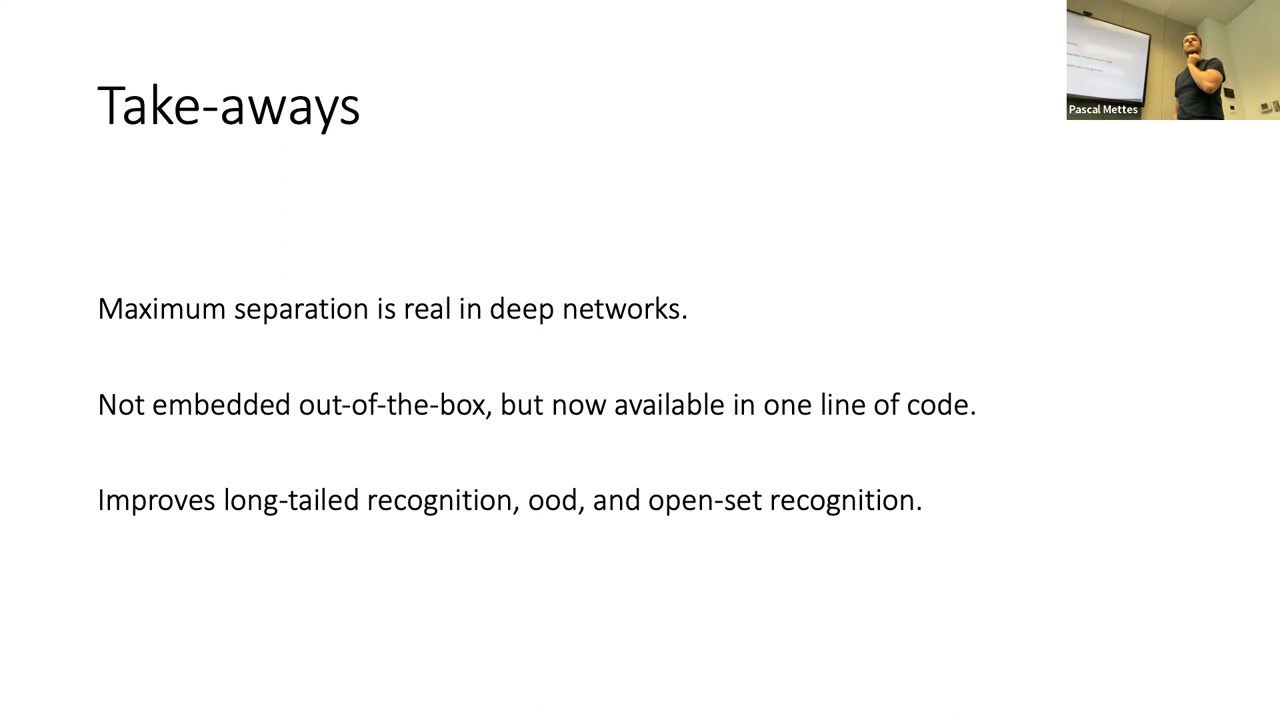 Take-aways
Pascal Mettes
Maximum separation is real in deep networks.
Not embedded out-of-the-box, but now available in one line of code.
Improves long-tailed recognition, ood, and open-set recognition.